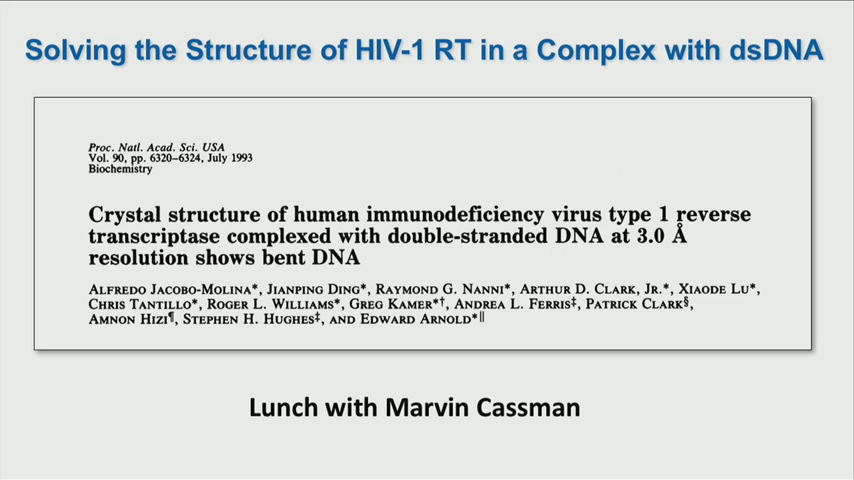 Solving the Structure of HIV-1 RT in a Complex with dsDNA
Proc. Natl. Acad. Sci. USA
Vol. 90, pp. 6320–6324, July 1993
Biochemistry
Crystal structure of human immunodeficiency virus type 1 reverse
transcriptase complexed with double-stranded DNA at 3.0 Å
resolution shows bent DNA
Alfredo Jacobo-Molina*, Jianping Ding*, Raymond G. Nanni*, Arthur D. Clark, Jr.*, Xiaode Lu*,
Chris Tantillo*, Roger L. Williams*, Greg Kamer*†, Andrea L. Ferris‡, Patrick Clark§,
Amnon Hizi¶, Stephen H. Hughes‡, and Edward Arnold*‖
Lunch with Marvin Cassman